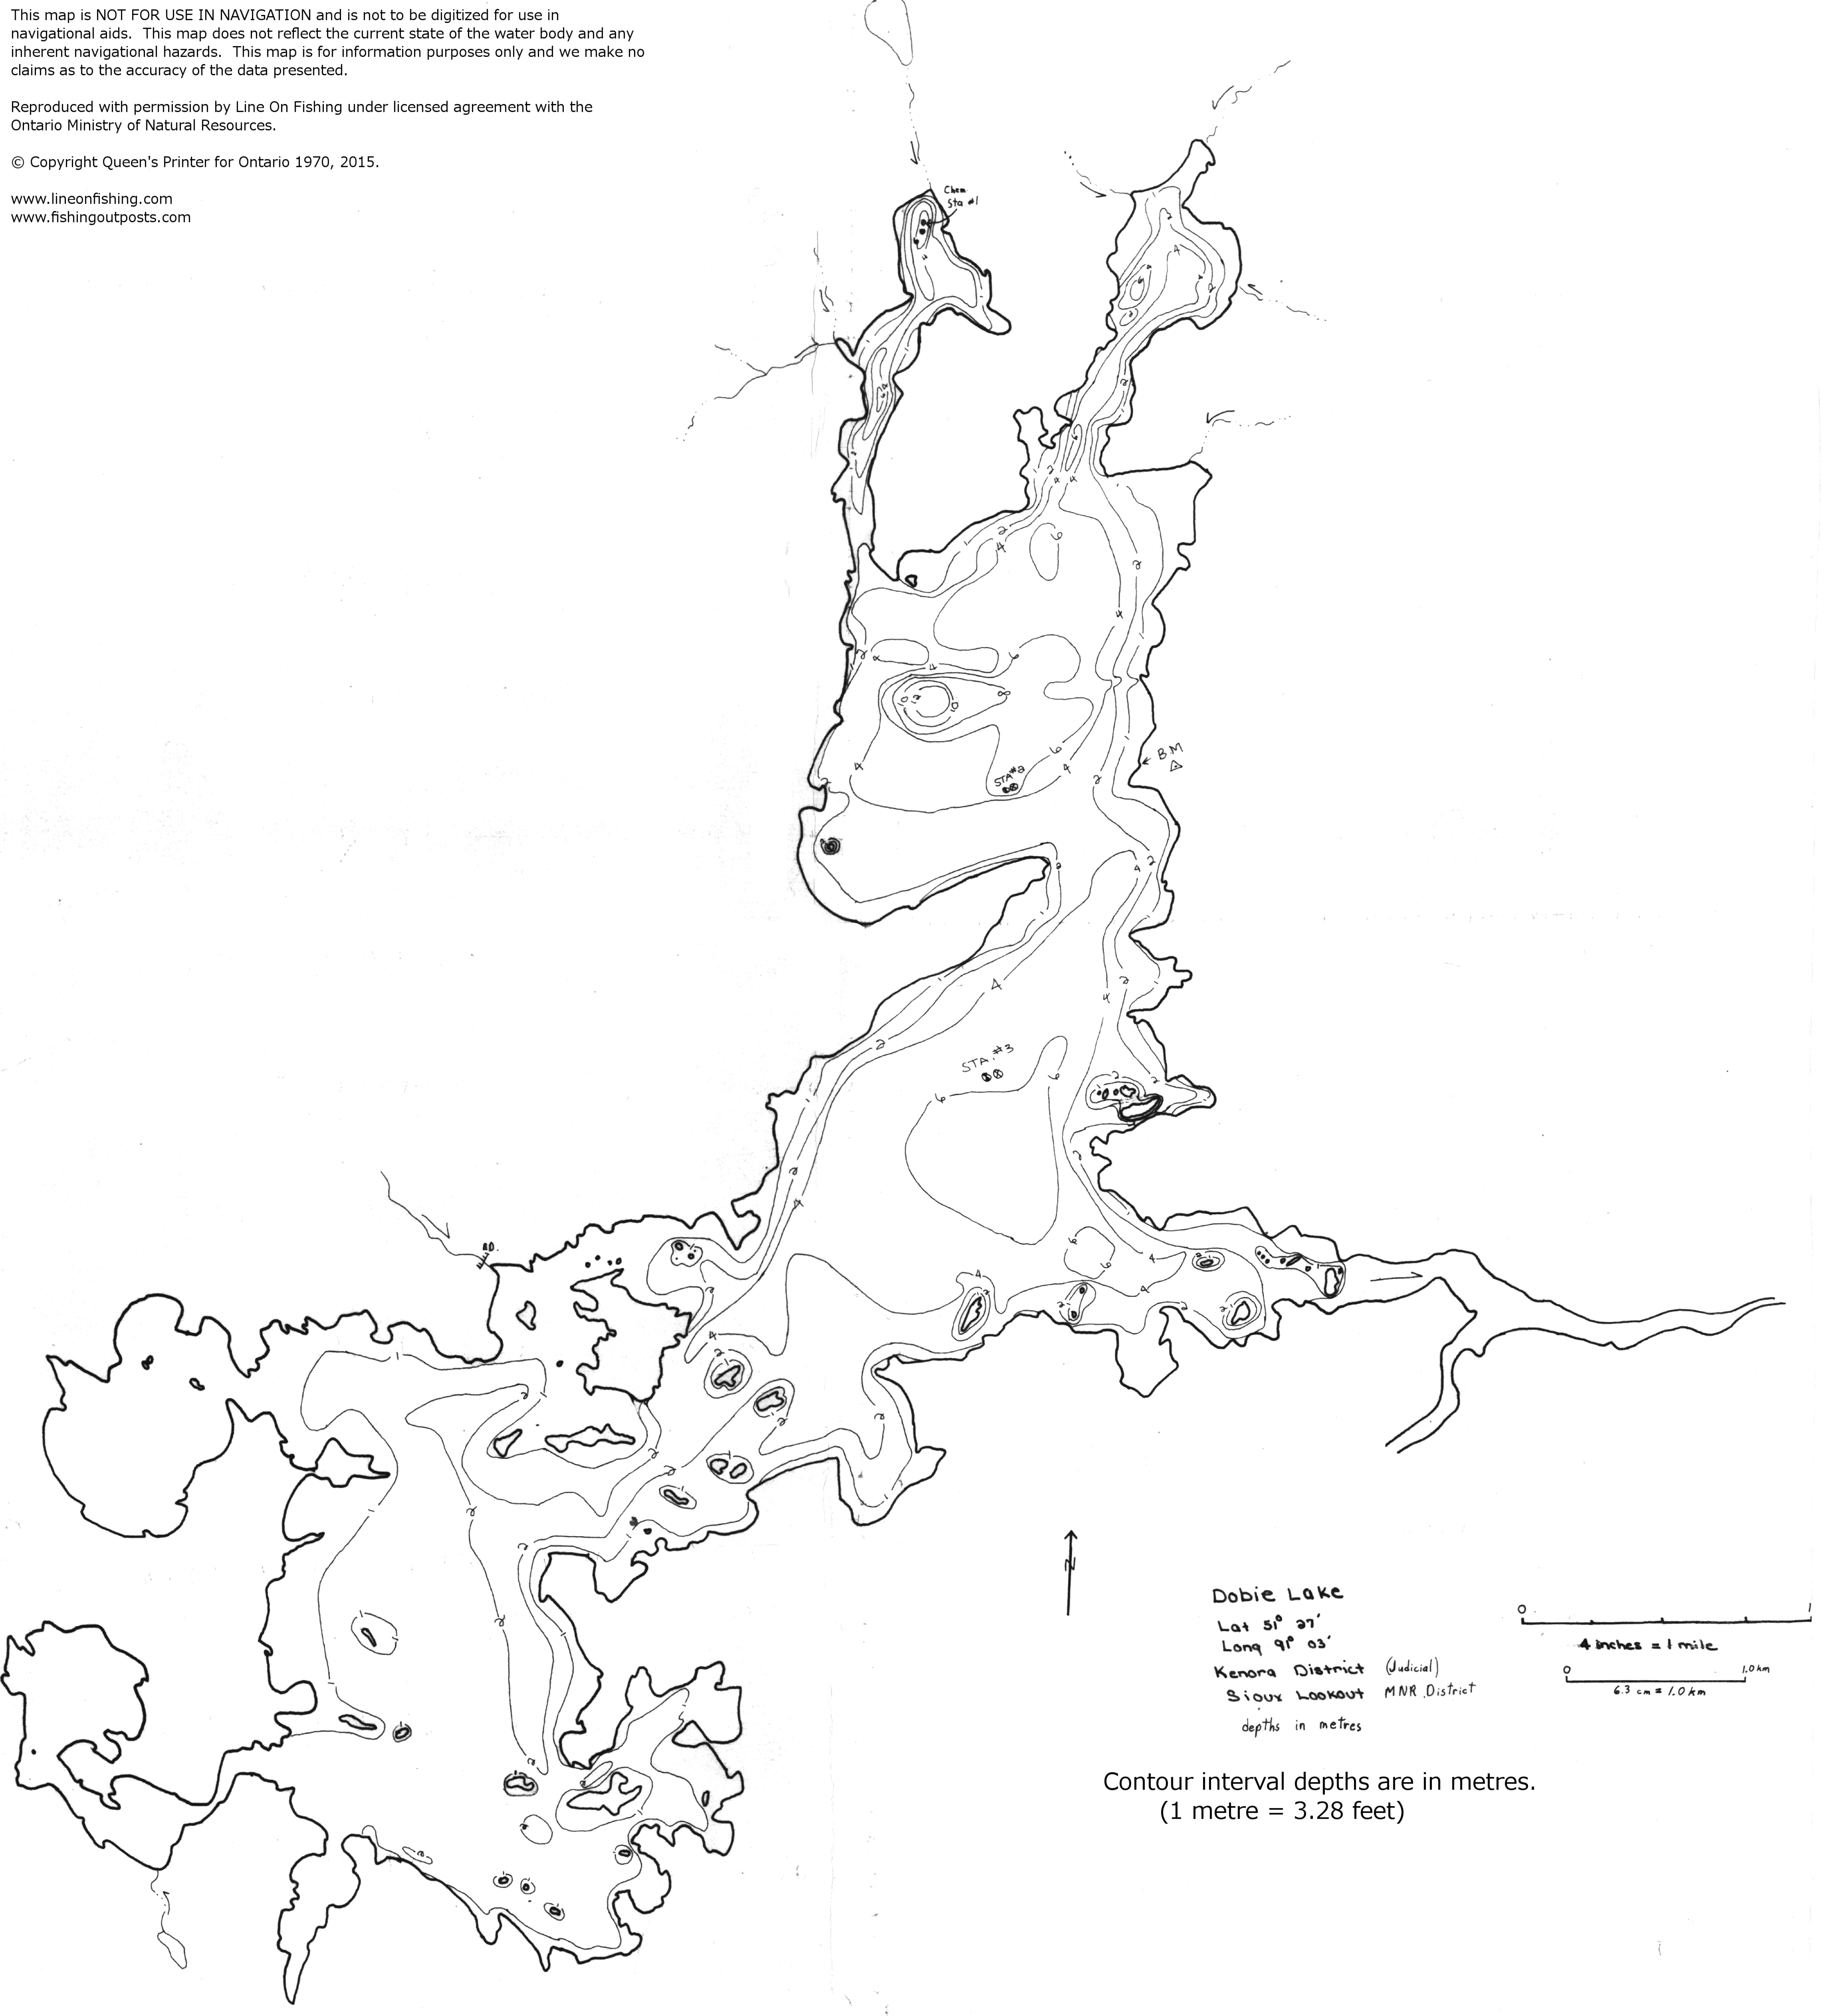 This map is NOT FOR USE IN NAVIGATION and is not to be digitized for use in
navigational aids.  This map does not reflect the current state of the water body and any
inherent navigational hazards.  This map is for information purposes only and we make no
claims as to the accuracy of the data presented.
Reproduced with permission by Line On Fishing under licensed agreement with the
Ontario Ministry of Natural Resources.
© Copyright Queen's Printer for Ontario 1970, 2015.
www.lineonfishing.com
www.fishingoutposts.com
Chem
Sta #1
STA #2
B.M
STA. #3
N
Dobie Lake
Lat 51° 27'
Long 91° 03'
Kenora District (Judicial)
Sioux Lookout MNR District
depths in metres
0 1
4 inches = 1 mile
0 1.0 km
6.3 cm = 1.0 km
Contour interval depths are in metres.
(1 metre = 3.28 feet)